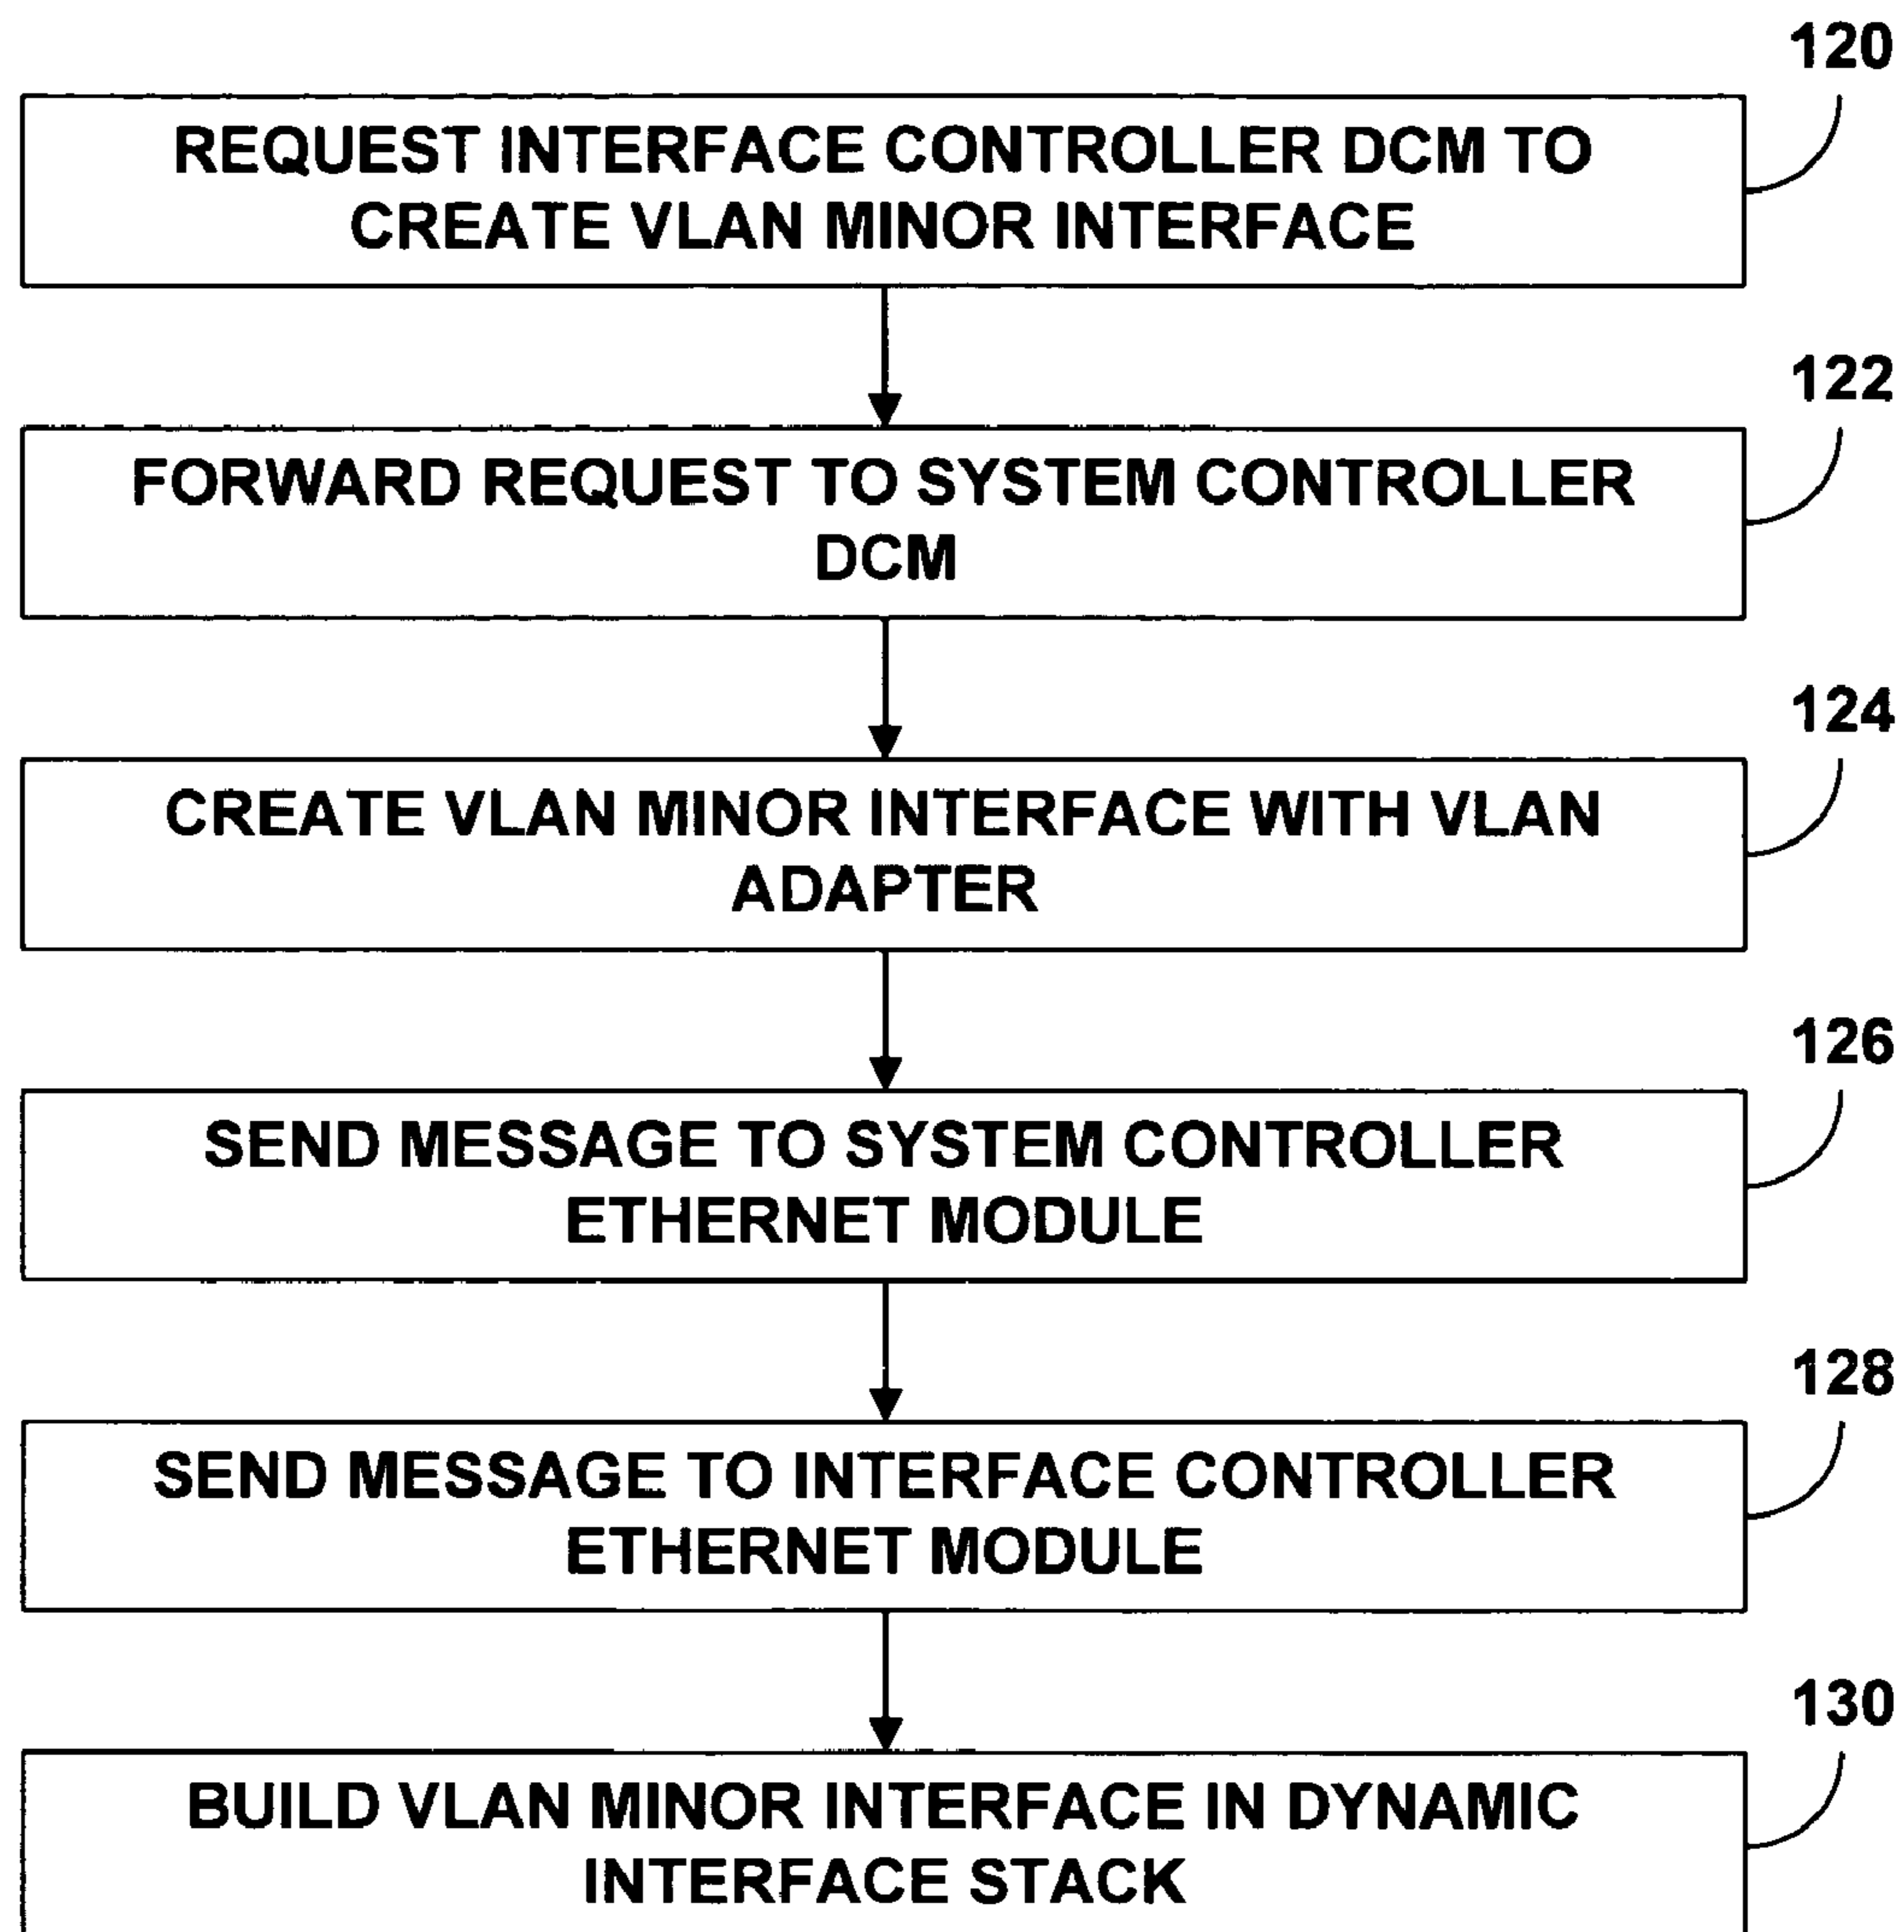 120
REQUEST INTERFACE CONTROLLER DCM TO
CREATE VLAN MINOR INTERFACE
122
FORWARD REQUEST TO SYSTEM CONTROLLER
DCM
124
CREATE VLAN MINOR INTERFACE WITH VLAN
ADAPTER
126
SEND MESSAGE TO SYSTEM CONTROLLER
ETHERNET MODULE
128
SEND MESSAGE TO INTERFACE CONTROLLER
ETHERNET MODULE
130
BUILD VLAN MINOR INTERFACE IN DYNAMIC
INTERFACE STACK